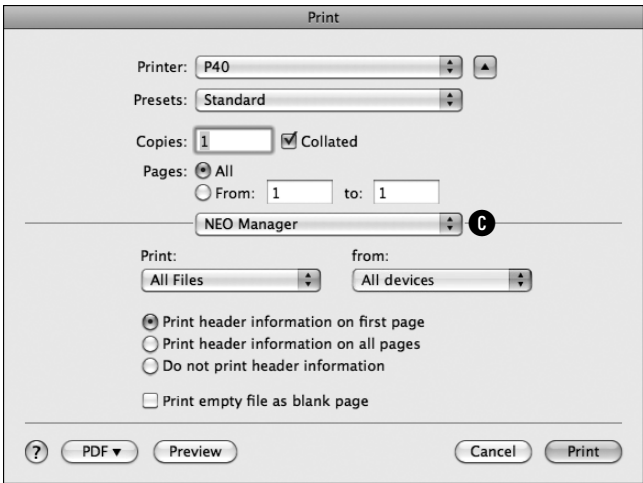 Print
Printer: P40
Presets: Standard
Copies: 1 Collated
Pages: All
From: 1 to: 1
NEO Manager C
Print: from:
All Files All devices
Print header information on first page
Print header information on all pages
Do not print header information
Print empty file as blank page
? PDF Preview Cancel Print